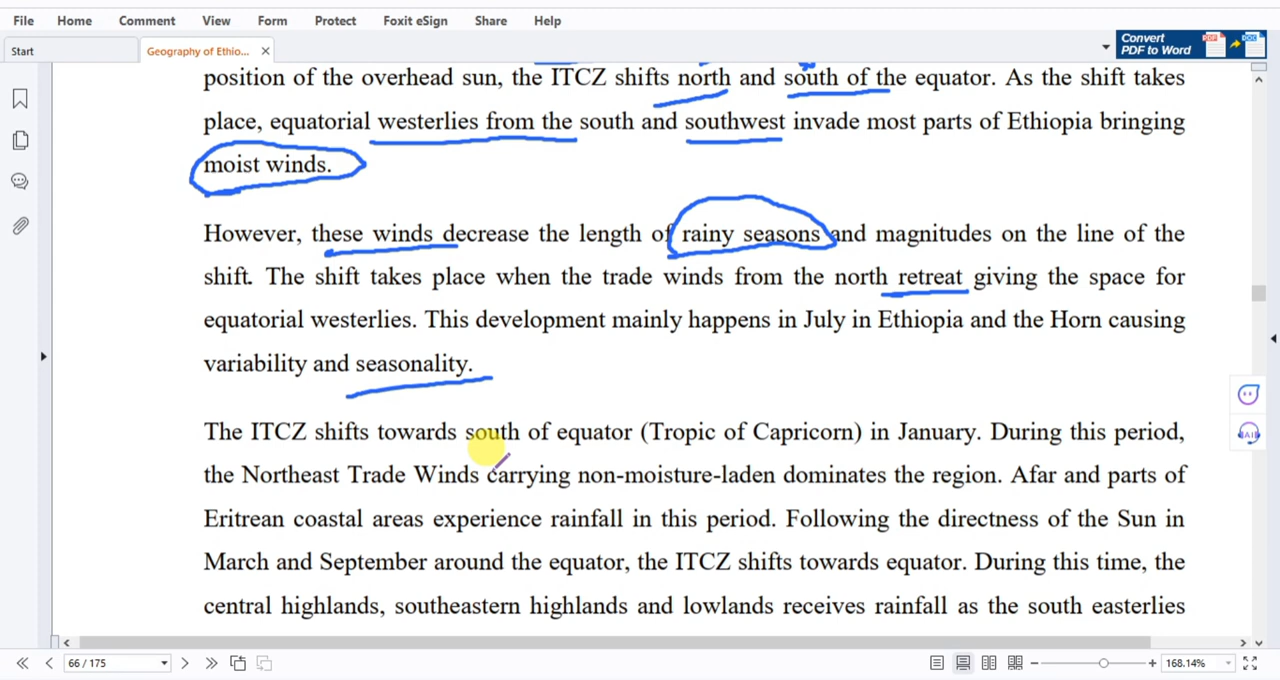 File Home Comment View Form Protect Foxit eSign Share Help
Start Geography of Ethio...
Convert
PDF to Word
position of the overhead sun, the ITCZ shifts north and south of the equator. As the shift takes
place, equatorial westerlies from the south and southwest invade most parts of Ethiopia bringing
moist winds.
However, these winds decrease the length of rainy seasons and magnitudes on the line of the
shift. The shift takes place when the trade winds from the north retreat giving the space for
equatorial westerlies. This development mainly happens in July in Ethiopia and the Horn causing
variability and seasonality.
The ITCZ shifts towards south of equator (Tropic of Capricorn) in January. During this period,
the Northeast Trade Winds carrying non-moisture-laden dominates the region. Afar and parts of
Eritrean coastal areas experience rainfall in this period. Following the directness of the Sun in
March and September around the equator, the ITCZ shifts towards equator. During this time, the
central highlands, southeastern highlands and lowlands receives rainfall as the south easterlies
66 / 175 168.14%